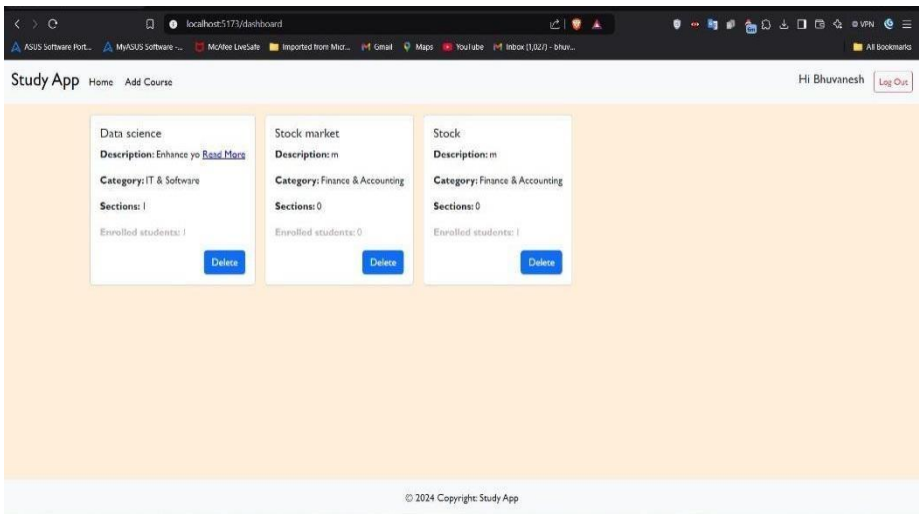 localhost:5173/dashboard
ASUS Software Port... MyASUS Software -... McAfee LiveSafe Imported from Micr... Gmail Maps YouTube Inbox (1,027) - bhuv... All Bookmarks
VPN
Study App Home Add Course Hi Bhuvanesh Log Out
Data science
Description: Enhance yo Read More
Category: IT & Software
Sections: 1
Enrolled students: 1
Delete
Stock market
Description: m
Category: Finance & Accounting
Sections: 0
Enrolled students: 0
Delete
Stock
Description: m
Category: Finance & Accounting
Sections: 0
Enrolled students: 1
Delete
© 2024 Copyright: Study App